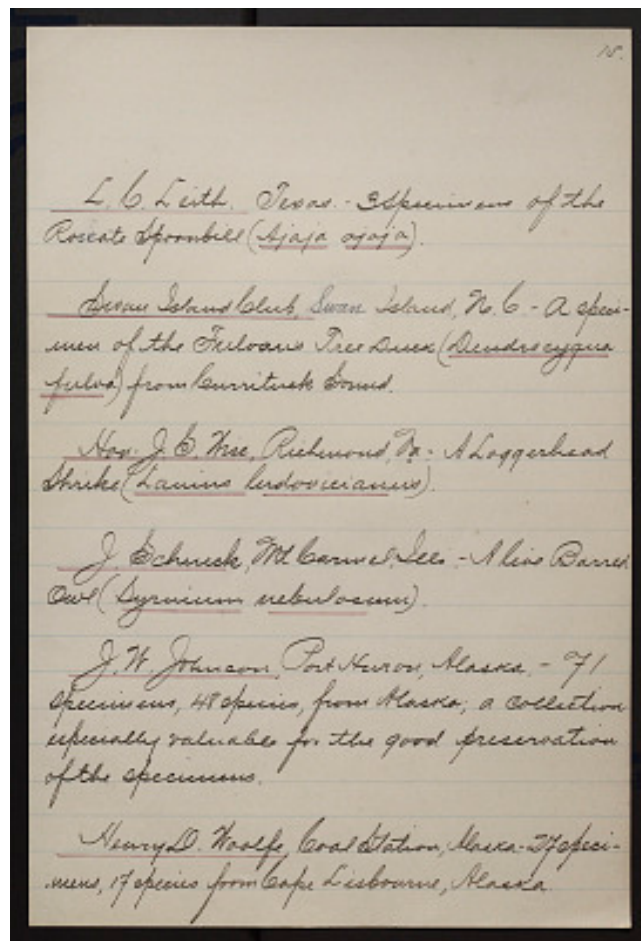 15.
L. C. Leith. Texas. - 3 specimens of the
Roseate Spoonbill (Ajaja ajaja).
Swan Island Club, Swan Island, N. C. - A speci-
men of the Fulvous Tree Duck (Dendrocygna
fulva) from Currituck Sound.
Hon. J. C. Wise, Richmond, Va. - A Loggerhead
Shrike (Lanius ludovicianus).
J. Schneck, Mt Carmel, Ills. - A live Barred
Owl (Syrnium nebulosum).
J. W. Johnson, Port Huron, Alaska. - 71
specimens, 48 species, from Alaska; a collection
especially valuable for the good preservation
of the specimens.
Henry D. Woolfe, Coal Station, Alaska - 27 speci-
mens, 17 species from Cape Lisbourne, Alaska.